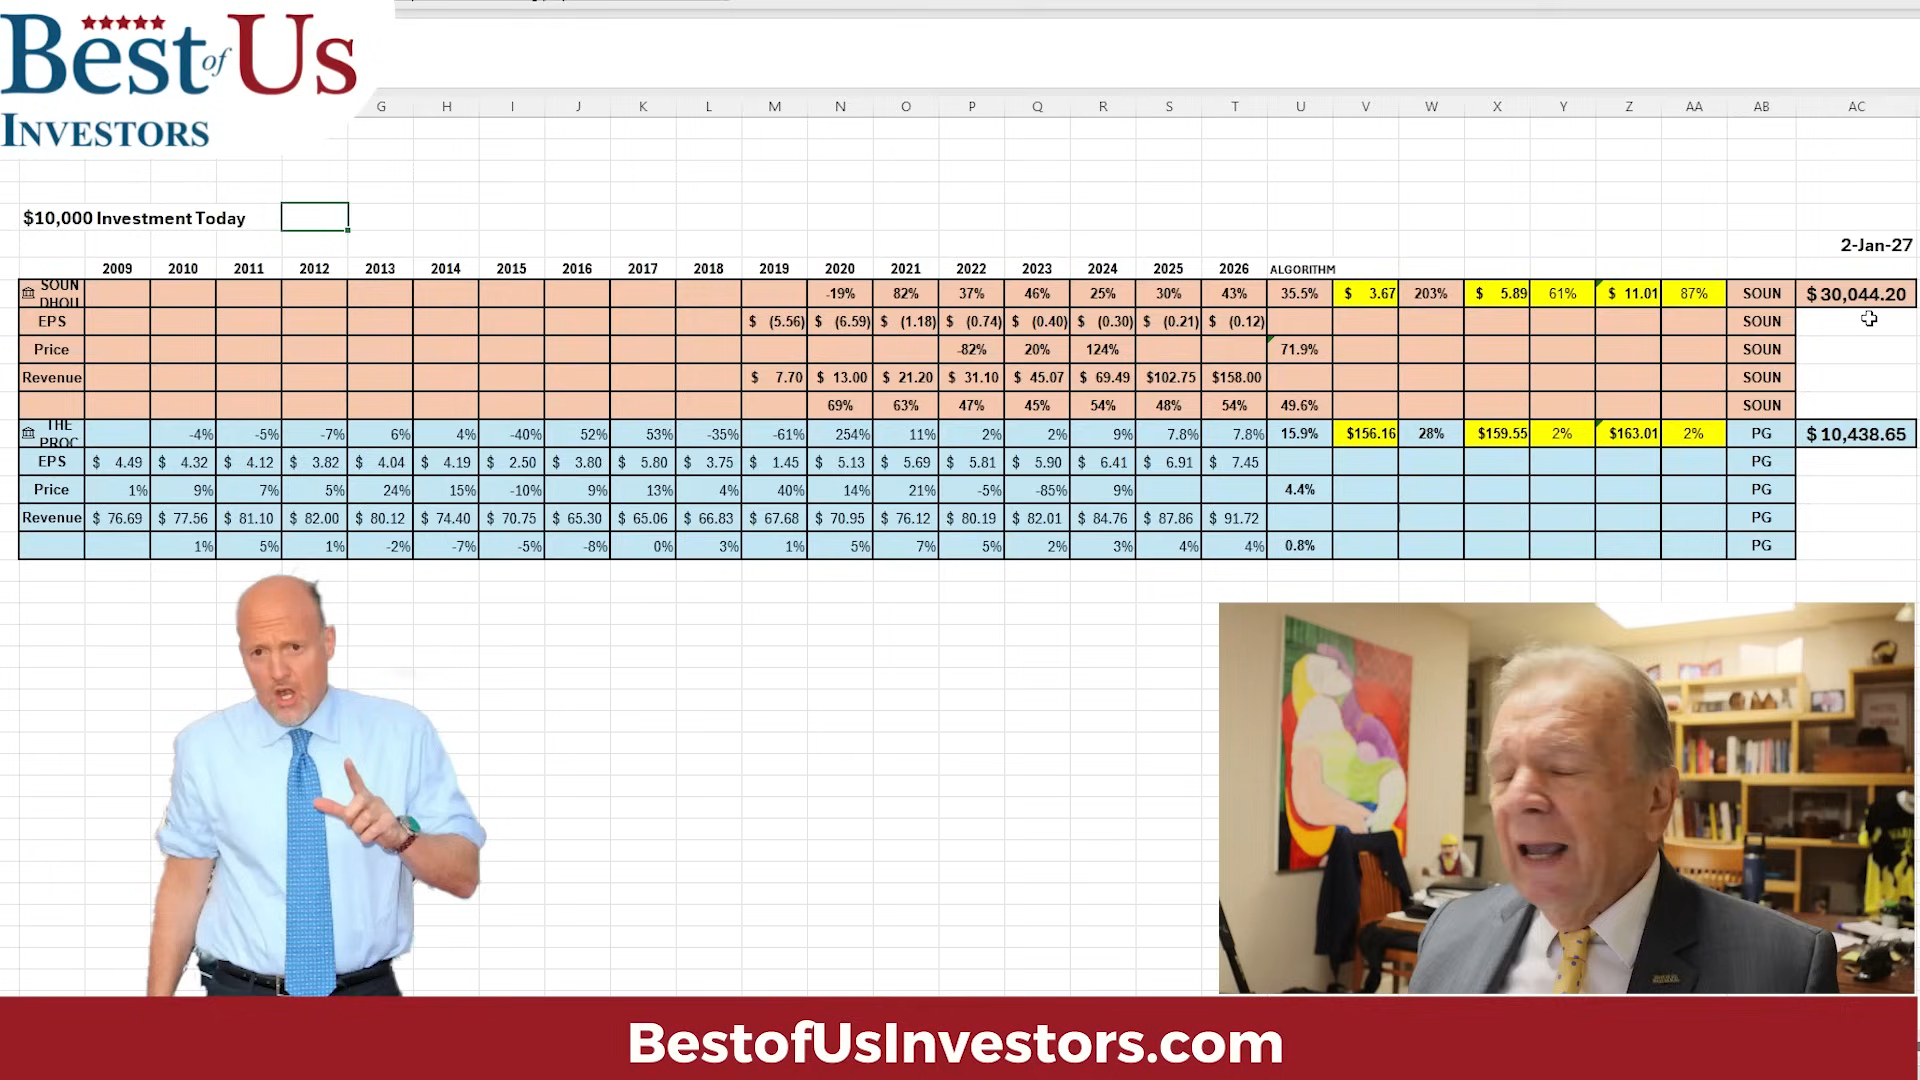 Best of Us
INVESTORS
G H I J K L M N O P Q R S T U V W X Y Z AA AB AC
$10,000 Investment Today
2-Jan-27
2009 2010 2011 2012 2013 2014 2015 2016 2017 2018 2019 2020 2021 2022 2023 2024 2025 2026 ALGORITHM
SOUN
DHOU
-19% 82% 37% 46% 25% 30% 43% 35.5% $ 3.67 203% $ 5.89 61% $ 11.01 87% SOUN $ 30,044.20
EPS $ (5.56) $ (6.59) $ (1.18) $ (0.74) $ (0.40) $ (0.30) $ (0.21) $ (0.12) SOUN
Price -82% 20% 124% 71.9% SOUN
Revenue $ 7.70 $ 13.00 $ 21.20 $ 31.10 $ 45.07 $ 69.49 $102.75 $158.00 SOUN
69% 63% 47% 45% 54% 48% 54% 49.6% SOUN
THE
PROC
-4% -5% -7% 6% 4% -40% 52% 53% -35% -61% 254% 11% 2% 2% 9% 7.8% 7.8% 15.9% $156.16 28% $159.55 2% $163.01 2% PG $ 10,438.65
EPS $ 4.49 $ 4.32 $ 4.12 $ 3.82 $ 4.04 $ 4.19 $ 2.50 $ 3.80 $ 5.80 $ 3.75 $ 1.45 $ 5.13 $ 5.69 $ 5.81 $ 5.90 $ 6.41 $ 6.91 $ 7.45 PG
Price 1% 9% 7% 5% 24% 15% -10% 9% 13% 4% 40% 14% 21% -5% -85% 9% 4.4% PG
Revenue $ 76.69 $ 77.56 $ 81.10 $ 82.00 $ 80.12 $ 74.40 $ 70.75 $ 65.30 $ 65.06 $ 66.83 $ 67.68 $ 70.95 $ 76.12 $ 80.19 $ 82.01 $ 84.76 $ 87.86 $ 91.72 PG
1% 5% 1% -2% -7% -5% -8% 0% 3% 1% 5% 7% 5% 2% 3% 4% 4% 0.8% PG
BestofUsInvestors.com